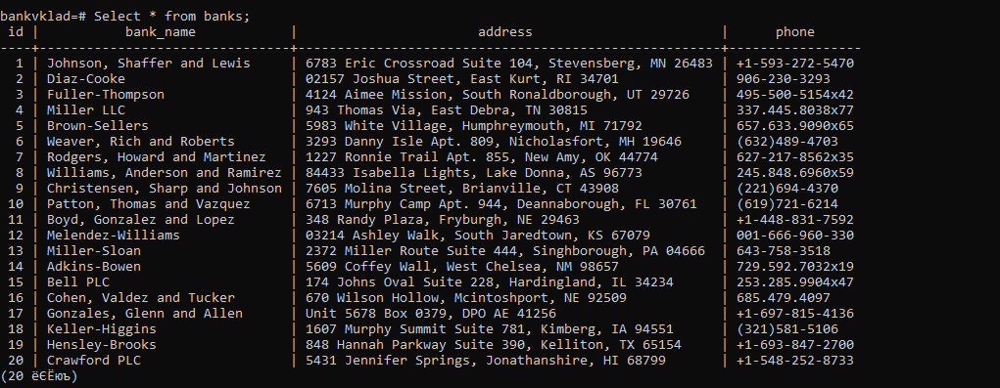 bankvklad=# Select * from banks;
 id |           bank_name            |                       address                        |       phone
----+--------------------------------+------------------------------------------------------+-----------------
  1 | Johnson, Shaffer and Lewis     | 6783 Eric Crossroad Suite 104, Stevensberg, MN 26483 | +1-593-272-5470
  2 | Diaz-Cooke                     | 02157 Joshua Street, East Kurt, RI 34701             | 906-230-3293
  3 | Fuller-Thompson                | 4124 Aimee Mission, South Ronaldborough, UT 29726    | 495-500-5154x42
  4 | Miller LLC                     | 943 Thomas Via, East Debra, TN 30815                 | 337.445.8038x77
  5 | Brown-Sellers                  | 5983 White Village, Humphreymouth, MI 71792          | 657.633.9090x65
  6 | Weaver, Rich and Roberts       | 3293 Danny Isle Apt. 809, Nicholasfort, MH 19646     | (632)489-4703
  7 | Rodgers, Howard and Martinez   | 1227 Ronnie Trail Apt. 855, New Amy, OK 44774        | 627-217-8562x35
  8 | Williams, Anderson and Ramirez | 84433 Isabella Lights, Lake Donna, AS 96773          | 245.848.6960x59
  9 | Christensen, Sharp and Johnson | 7605 Molina Street, Brianville, CT 43908             | (221)694-4370
 10 | Patton, Thomas and Vazquez     | 6713 Murphy Camp Apt. 944, Deannaborough, FL 30761   | (619)721-6214
 11 | Boyd, Gonzalez and Lopez       | 348 Randy Plaza, Fryburgh, NE 29463                  | +1-448-831-7592
 12 | Melendez-Williams              | 03214 Ashley Walk, South Jaredtown, KS 67079         | 001-666-960-330
 13 | Miller-Sloan                   | 2372 Miller Route Suite 444, Singhborough, PA 04666  | 643-758-3518
 14 | Adkins-Bowen                   | 5609 Coffey Wall, West Chelsea, NM 98657             | 729.592.7032x19
 15 | Bell PLC                       | 174 Johns Oval Suite 228, Hardingland, IL 34234      | 253.285.9904x47
 16 | Cohen, Valdez and Tucker       | 670 Wilson Hollow, Mcintoshport, NE 92509            | 685.479.4097
 17 | Gonzales, Glenn and Allen      | Unit 5678 Box 0379, DPO AE 41256                     | +1-697-815-4136
 18 | Keller-Higgins                 | 1607 Murphy Summit Suite 781, Kimberg, IA 94551      | (321)581-5106
 19 | Hensley-Brooks                 | 848 Hannah Parkway Suite 390, Kelliton, TX 65154     | +1-693-847-2700
 20 | Crawford PLC                   | 5431 Jennifer Springs, Jonathanshire, HI 68799       | +1-548-252-8733
(20 ёЄЁюъ)